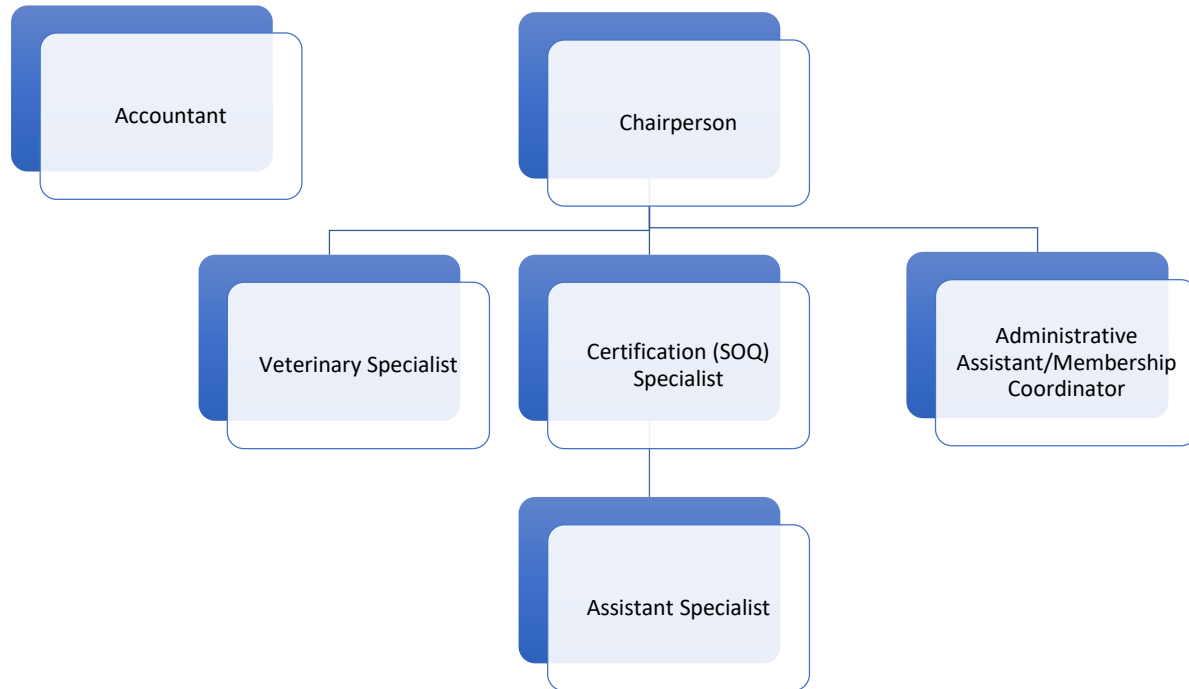 Accountant
Chairperson
Veterinary Specialist
Certification (SOQ)
Specialist
Administrative
Assistant/Membership
Coordinator
Assistant Specialist